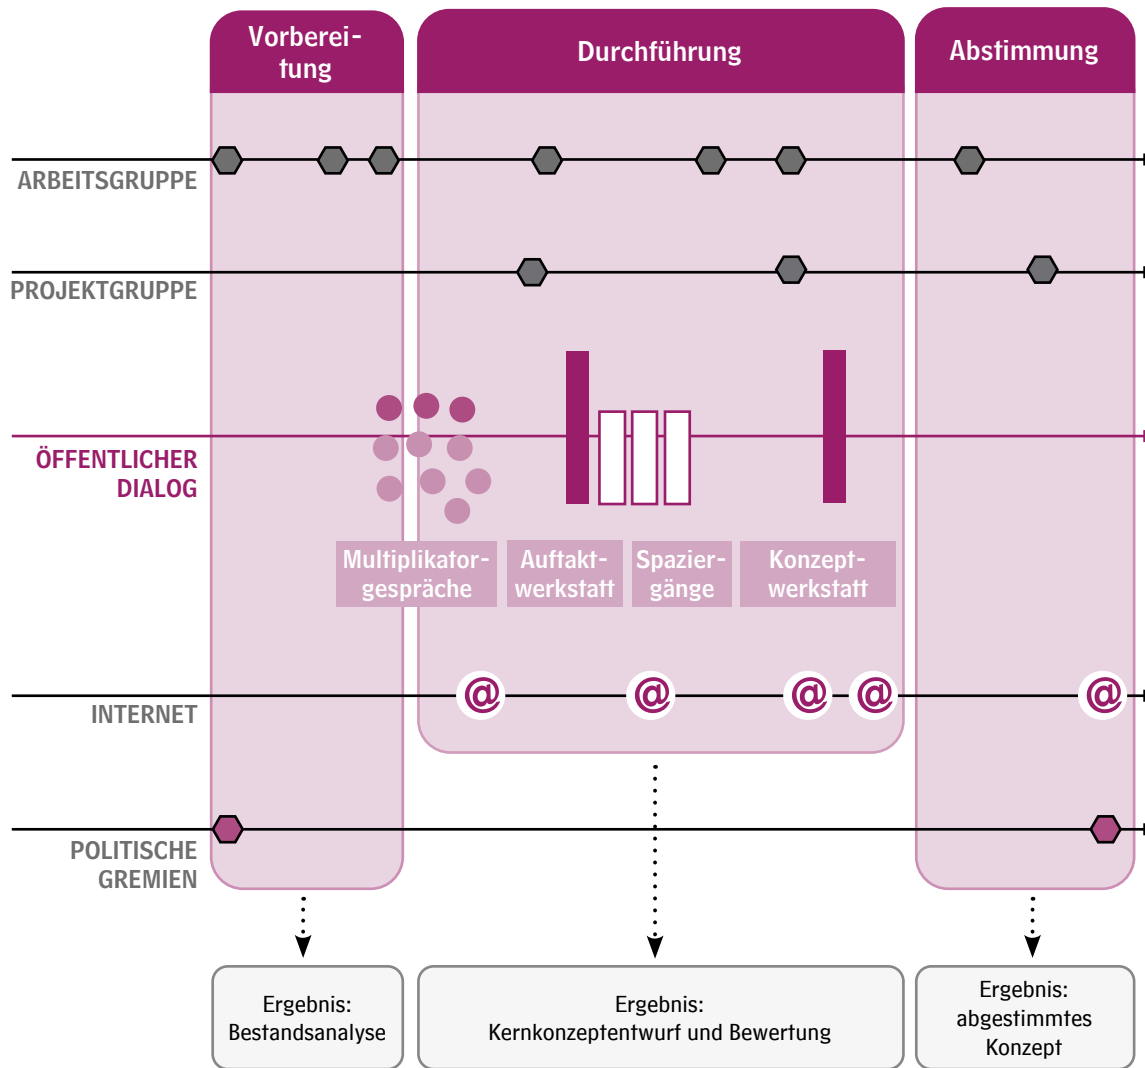 Vorberei-
tung
Durchführung
Abstimmung
ARBEITSGRUPPE
PROJEKTGRUPPE
ÖFFENTLICHER
DIALOG
Multiplikator-
gespräche
Auftakt-
werkstatt
Spazier-
gänge
Konzept-
werkstatt
@ @ @ @ @
INTERNET
POLITISCHE
GREMIEN
Ergebnis:
Bestandsanalyse
Ergebnis:
Kernkonzeptentwurf und Bewertung
Ergebnis:
abgestimmtes
Konzept